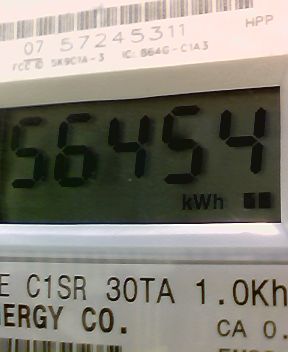 HPP
07 57245311
FCC ID SK9C1A-3 IC: 864G-C1A3
56454
kWh
E C1SR 30TA 1.0Kh
ERGY CO.
CA 0.